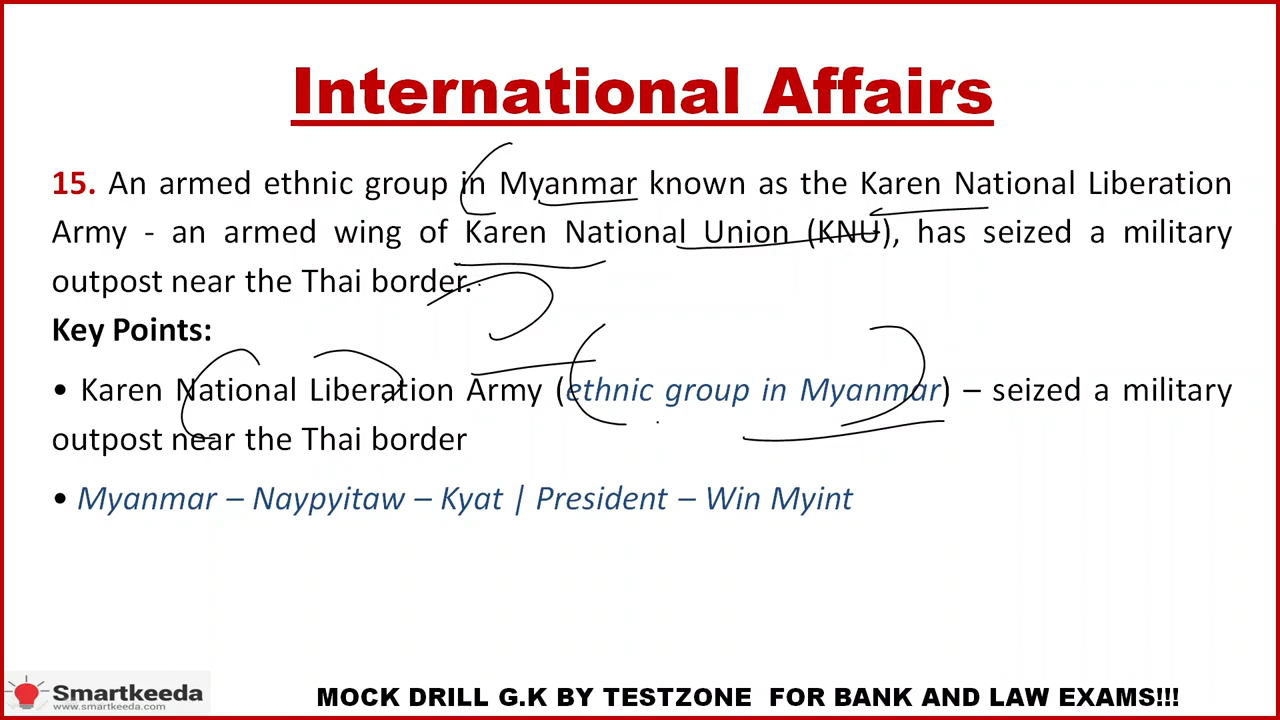 International Affairs
15. An armed ethnic group in Myanmar known as the Karen National Liberation
Army - an armed wing of Karen National Union (KNU), has seized a military
outpost near the Thai border.
Key Points:
• Karen National Liberation Army (ethnic group in Myanmar) – seized a military
outpost near the Thai border
• Myanmar – Naypyitaw – Kyat | President – Win Myint
Smartkeeda
www.smartkeeda.com
MOCK DRILL G.K BY TESTZONE FOR BANK AND LAW EXAMS!!!